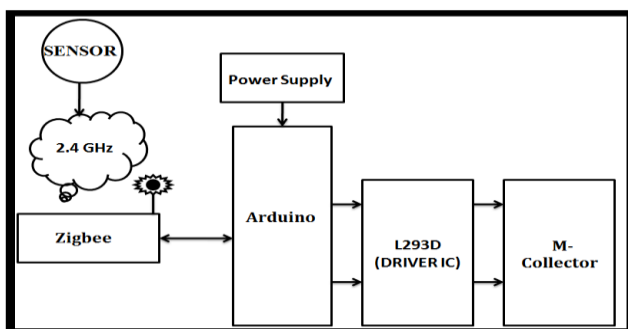 SENSOR
Power Supply
2.4 GHz
Zigbee
Arduino
L293D
(DRIVER IC)
M-
Collector